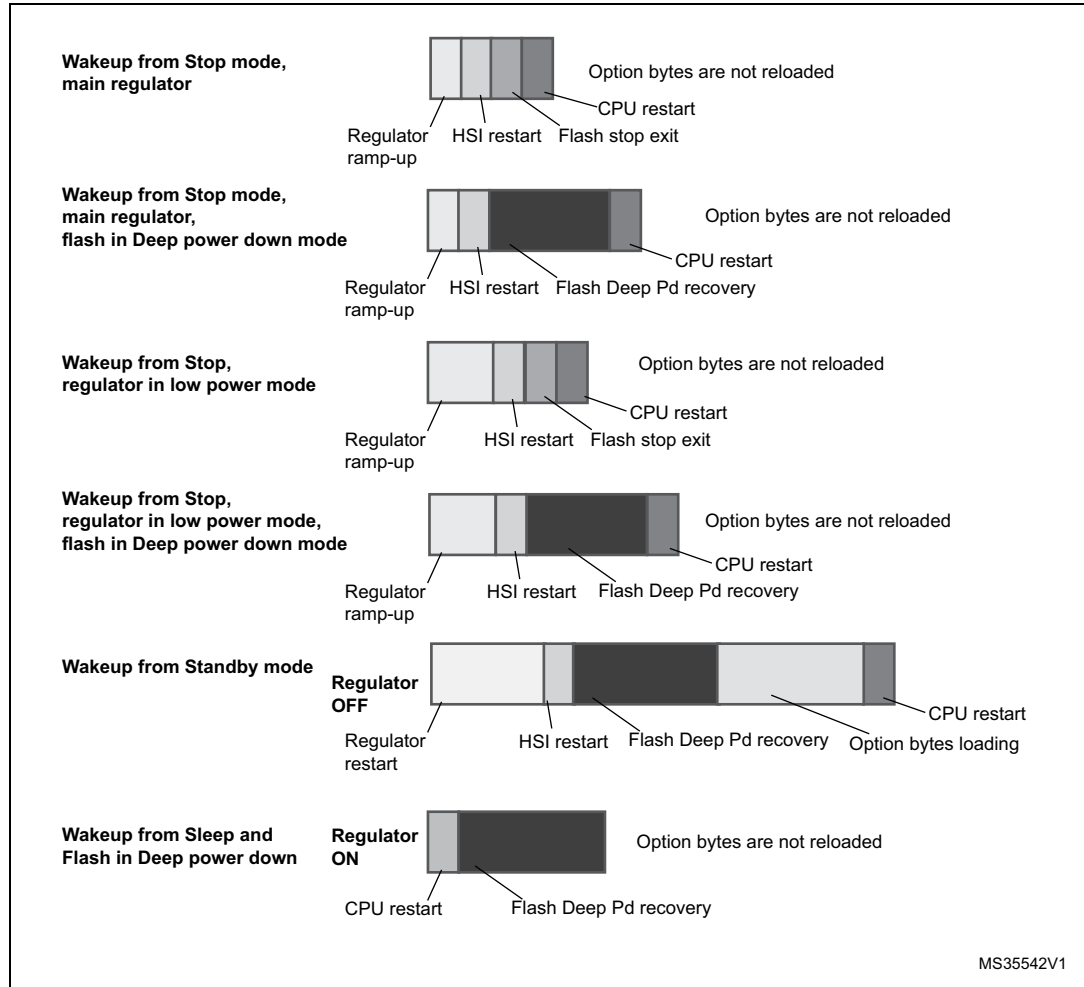 Wakeup from Stop mode,
main regulator
Option bytes are not reloaded
CPU restart
Regulator
ramp-up
HSI restart
Flash stop exit
Wakeup from Stop mode,
main regulator,
flash in Deep power down mode
Option bytes are not reloaded
CPU restart
Regulator
ramp-up
HSI restart
Flash Deep Pd recovery
Wakeup from Stop,
regulator in low power mode
Option bytes are not reloaded
CPU restart
Regulator
ramp-up
HSI restart
Flash stop exit
Wakeup from Stop,
regulator in low power mode,
flash in Deep power down mode
Option bytes are not reloaded
CPU restart
Regulator
ramp-up
HSI restart
Flash Deep Pd recovery
Wakeup from Standby mode
Regulator
OFF
CPU restart
Regulator
restart
HSI restart
Flash Deep Pd recovery
Option bytes loading
Wakeup from Sleep and
Flash in Deep power down
Regulator
ON
Option bytes are not reloaded
CPU restart
Flash Deep Pd recovery
MS35542V1